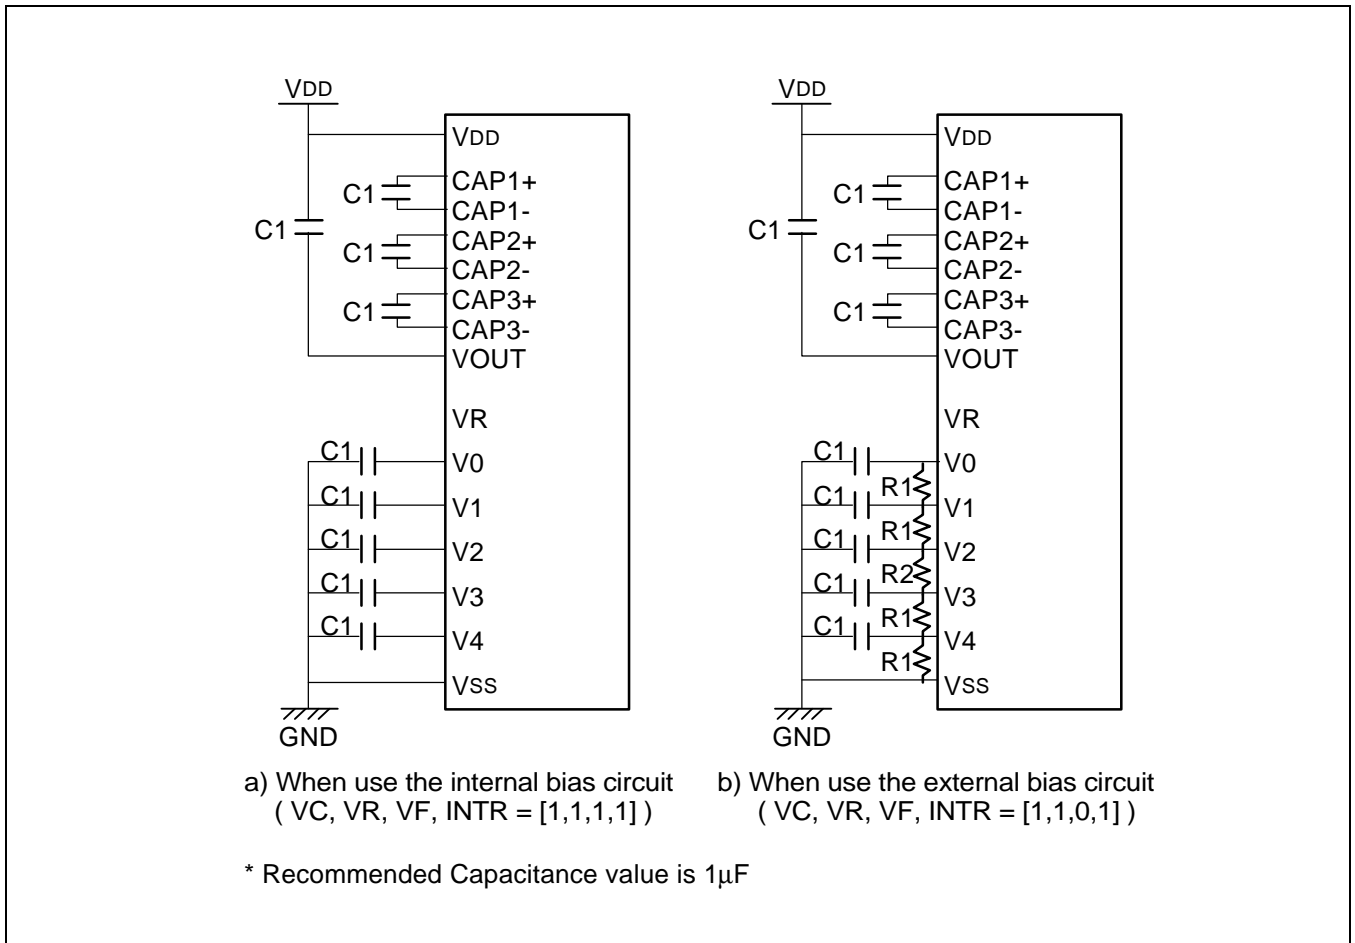 VDD
VDD
CAP1+
C1
CAP1-
C1
CAP2+
C1
CAP2-
CAP3+
C1
CAP3-
VOUT
VR
C1
V0
C1
V1
C1
V2
C1
V3
C1
V4
VSS
GND
a) When use the internal bias circuit
( VC, VR, VF, INTR = [1,1,1,1] )
VDD
VDD
CAP1+
C1
CAP1-
C1
CAP2+
C1
CAP2-
CAP3+
C1
CAP3-
VOUT
VR
C1
V0
R1
C1
V1
R1
C1
V2
R2
C1
V3
R1
C1
V4
R1
VSS
GND
b) When use the external bias circuit
( VC, VR, VF, INTR = [1,1,0,1] )
* Recommended Capacitance value is 1µF